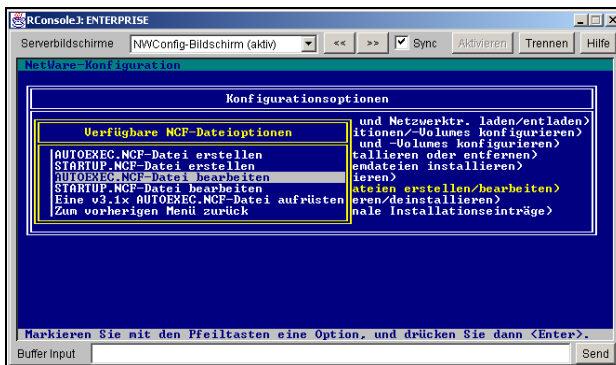 RConsoleJ: ENTERPRISE
Serverbildschirme NWConfig-Bildschirm (aktiv) << >> Sync Aktivieren Trennen Hilfe
NetWare-Konfiguration
Konfigurationsoptionen
und Netzwerktr. laden/entladen)
Verfügbare NCF-Dateioptionen itionen/-Volumes konfigurieren)
und -Volumes konfigurieren)
AUTOEXEC.NCF-Datei erstellen tallieren oder entfernen)
STARTUP.NCF-Datei erstellen emdateien installieren)
AUTOEXEC.NCF-Datei bearbeiten ieren)
STARTUP.NCF-Datei bearbeiten ateien erstellen/bearbeiten)
Eine v3.1x AUTOEXEC.NCF-Datei aufrüsten eren/deinstallieren)
Zum vorherigen Menü zurück nale Installationseinträge)
Markieren Sie mit den Pfeiltasten eine Option, und drücken Sie dann <Enter>.
Buffer Input Send